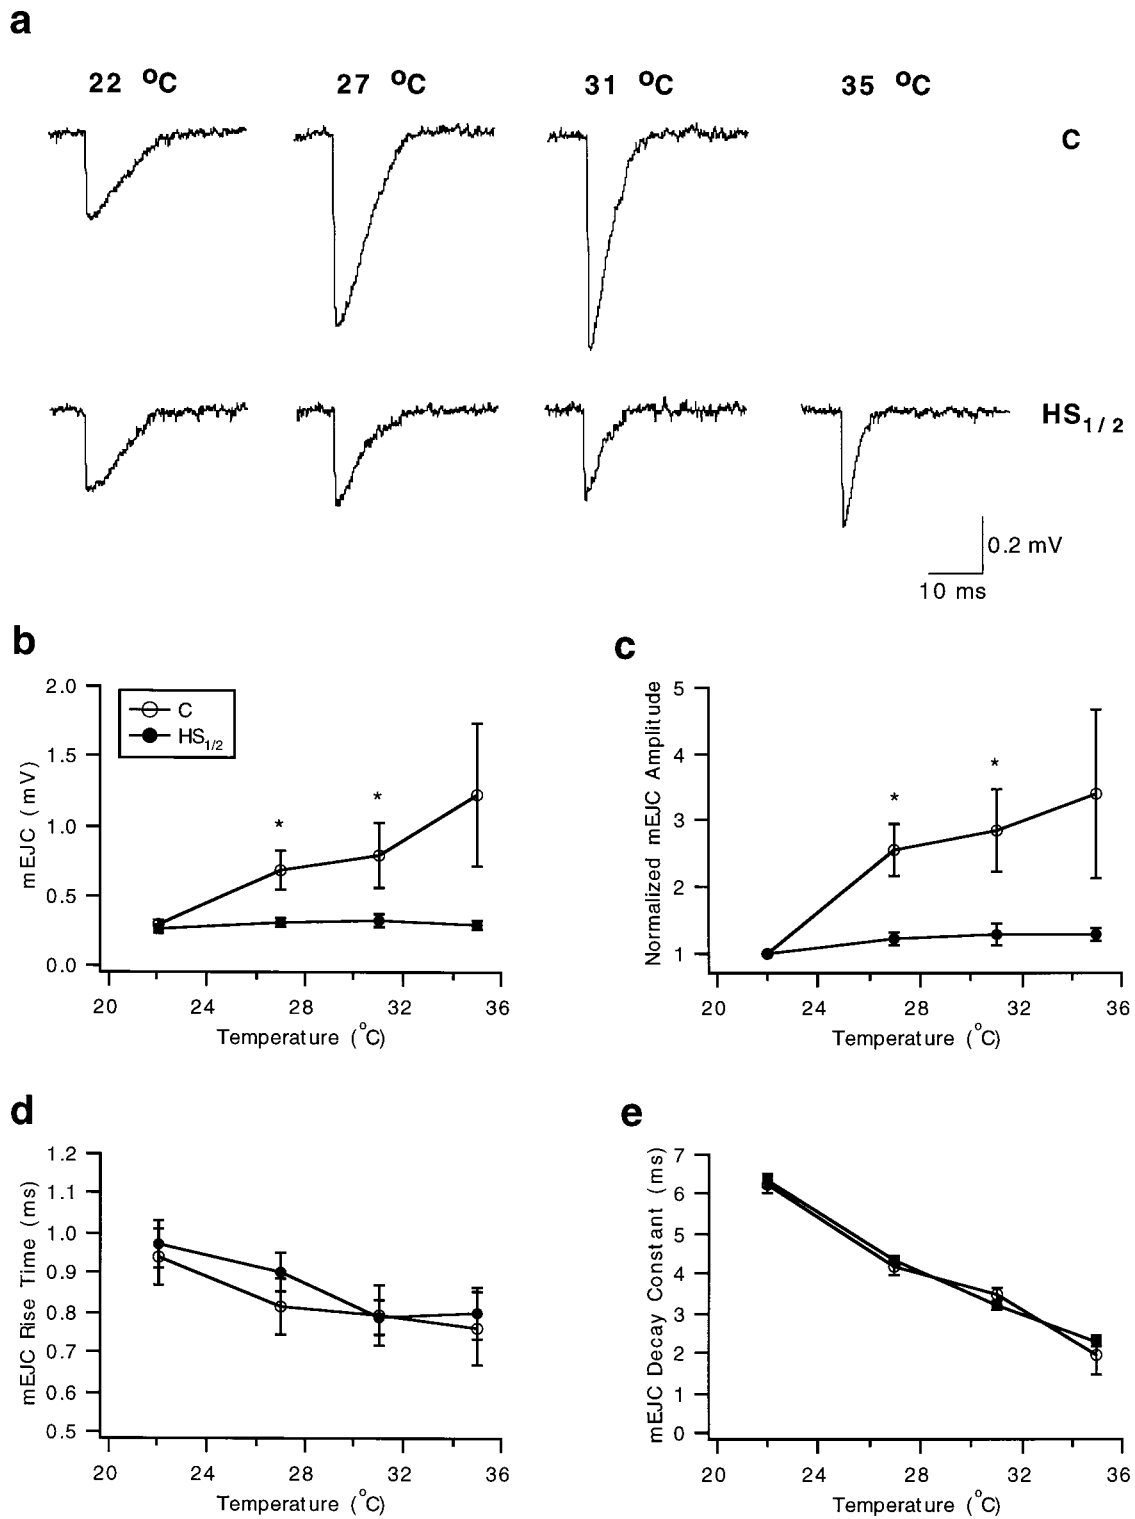 a
22 °C 27 °C 31 °C 35 °C
C
HS1/2
0.2 mV
10 ms
b
mEJC (mV)
2.0
1.5
1.0
0.5
0.0
C
HS1/2
*
*
20 24 28 32 36
Temperature (°C)
c
Normalized mEJC Amplitude
5
4
3
2
1
*
*
20 24 28 32 36
Temperature (°C)
d
mEJC Rise Time (ms)
1.2
1.1
1.0
0.9
0.8
0.7
0.6
0.5
20 24 28 32 36
Temperature (°C)
e
mEJC Decay Constant (ms)
7
6
5
4
3
2
1
0
20 24 28 32 36
Temperature (°C)